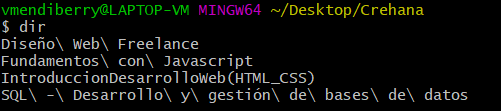 vmendiberry@LAPTOP-VM MINGW64 ~/Desktop/Crehana
$ dir
Diseño\ Web\ Freelance
Fundamentos\ con\ Javascript
IntroduccionDesarrolloWeb(HTML_CSS)
SQL\ -\ Desarrollo\ y\ gestión\ de\ bases\ de\ datos